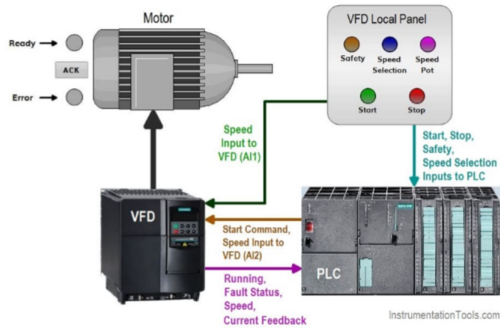 Motor
VFD Local Panel
Ready
ACK
Error
Safety
Speed
Selection
Speed
Pot
Start
Stop
Speed
Input to
VFD (AI1)
Start, Stop,
Safety,
Speed Selection
Inputs to PLC
VFD
Start Command,
Speed Input to
VFD (AI2)
PLC
Running,
Fault Status,
Speed,
Current Feedback
InstrumentationTools.com